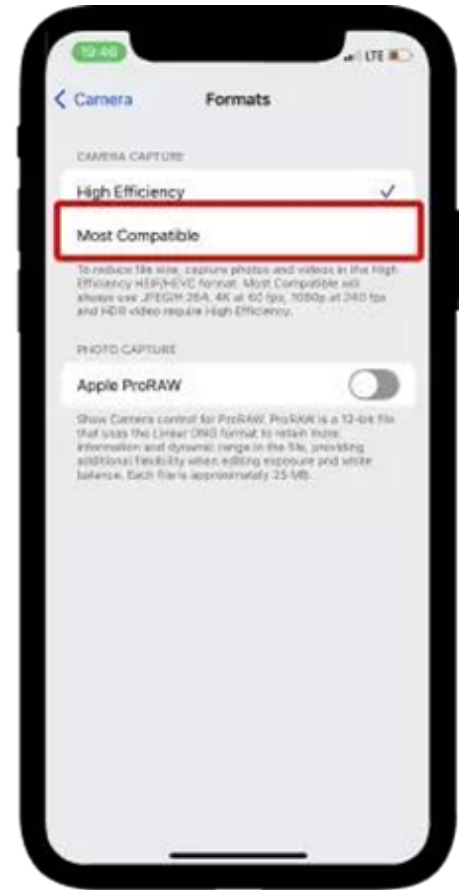 19:46
LTE
Camera
Formats
CAMERA CAPTURE
High Efficiency
Most Compatible
To reduce file size, capture photos and videos in the High
Efficiency HEIF/HEVC format. Most Compatible will
always use JPEG/H.264. 4K at 60 fps, 1080p at 240 fps
and HDR video require High Efficiency.
PHOTO CAPTURE
Apple ProRAW
Show Camera control for ProRAW. ProRAW is a 12-bit file
that uses the Linear DNG format to retain more
information and dynamic range in the file, providing
additional flexibility when editing exposure and white
balance. Each file is approximately 25 MB.